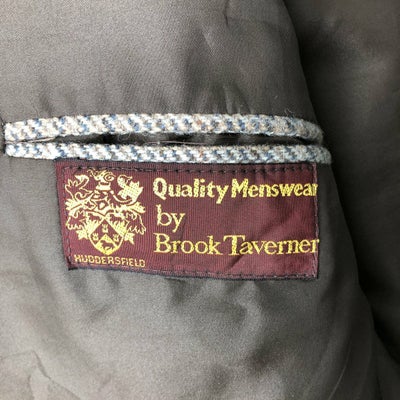 Quality Menswear
by
Brook Taverner
HUDDERSFIELD